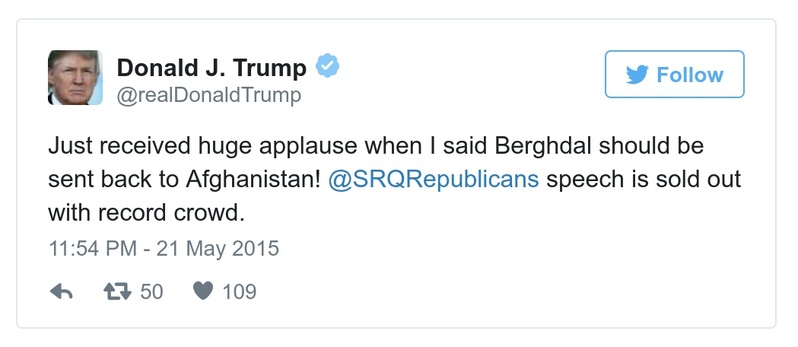 Donald J. Trump
@realDonaldTrump
Follow
Just received huge applause when I said Berghdal should be
sent back to Afghanistan! @SRQRepublicans speech is sold out
with record crowd.
11:54 PM - 21 May 2015
50 109